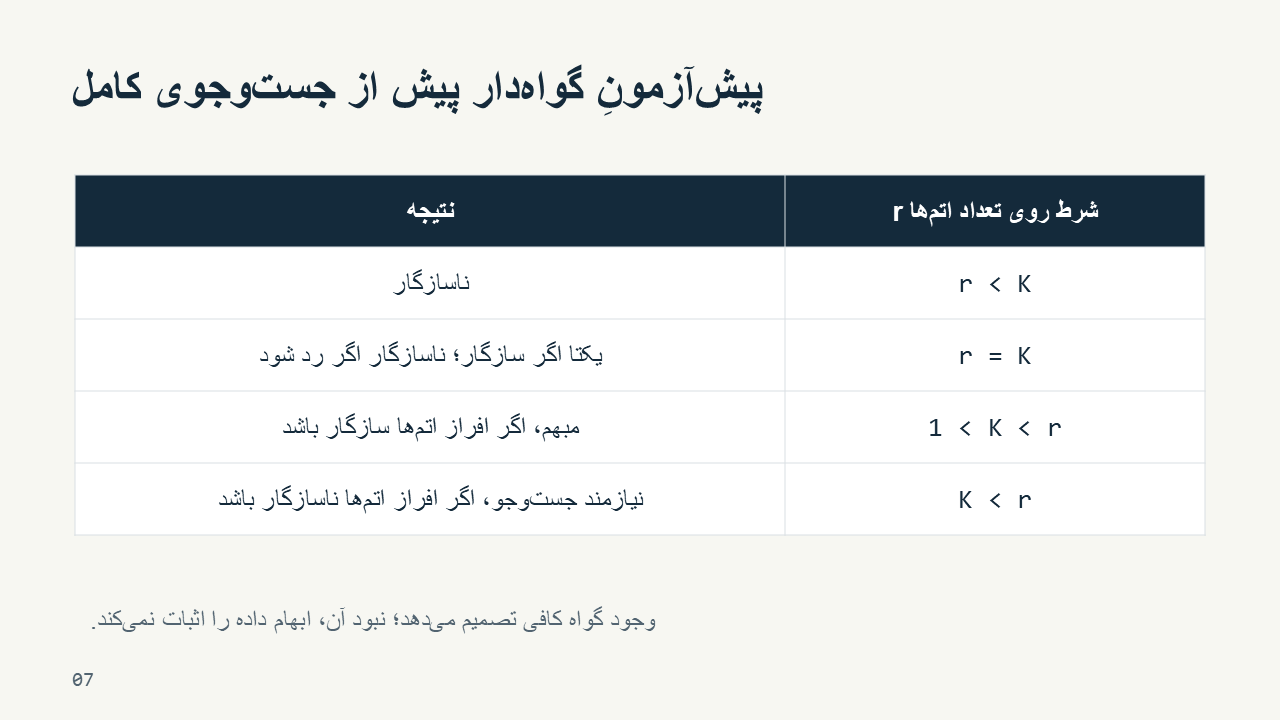 پیش‌آزمونِ گواه‌دار پیش از جست‌وجوی کامل
شرط روی تعداد اتم‌ها r
نتیجه
r < K
ناسازگار
r = K
یکتا اگر سازگار؛ ناسازگار اگر رد شود
1 < K < r
مبهم، اگر افراز اتم‌ها سازگار باشد
K < r
نیازمند جست‌وجو، اگر افراز اتم‌ها ناسازگار باشد
وجود گواه کافی تصمیم می‌دهد؛ نبود آن، ابهام داده را اثبات نمی‌کند.
07